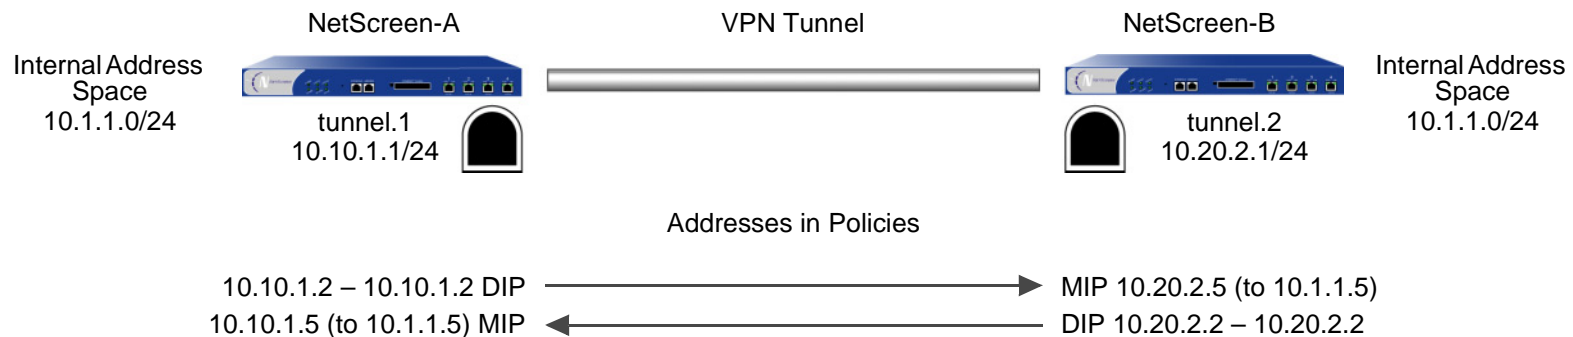 NetScreen-A
VPN Tunnel
NetScreen-B
Internal Address
Space
10.1.1.0/24
tunnel.1
10.10.1.1/24
tunnel.2
10.20.2.1/24
Internal Address
Space
10.1.1.0/24
Addresses in Policies
10.10.1.2 – 10.10.1.2 DIP
MIP 10.20.2.5 (to 10.1.1.5)
10.10.1.5 (to 10.1.1.5) MIP
DIP 10.20.2.2 – 10.20.2.2